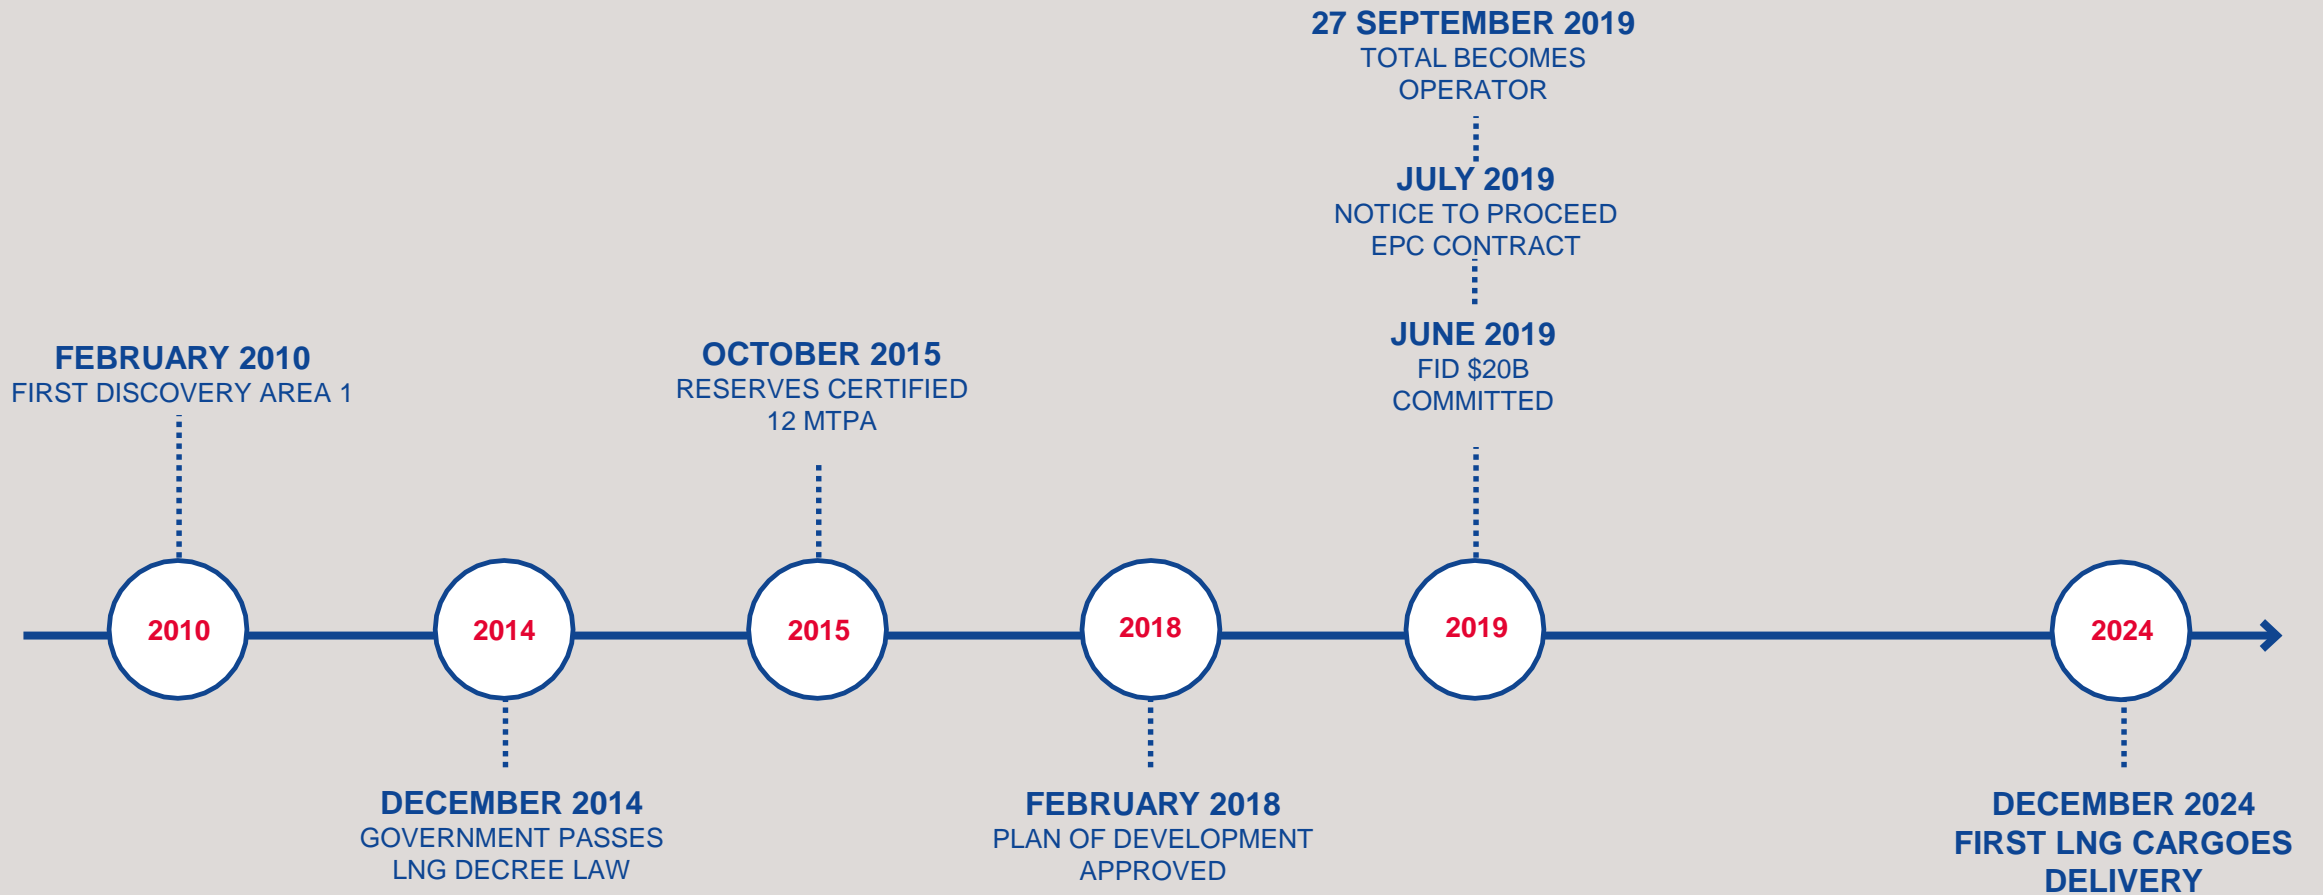 27 SEPTEMBER 2019
TOTAL BECOMES
OPERATOR
JULY 2019
NOTICE TO PROCEED
EPC CONTRACT
JUNE 2019
FID $20B
COMMITTED
FEBRUARY 2010
FIRST DISCOVERY AREA 1
OCTOBER 2015
RESERVES CERTIFIED
12 MTPA
2010
2014
2015
2018
2019
2024
DECEMBER 2014
GOVERNMENT PASSES
LNG DECREE LAW
FEBRUARY 2018
PLAN OF DEVELOPMENT
APPROVED
DECEMBER 2024
FIRST LNG CARGOES
DELIVERY